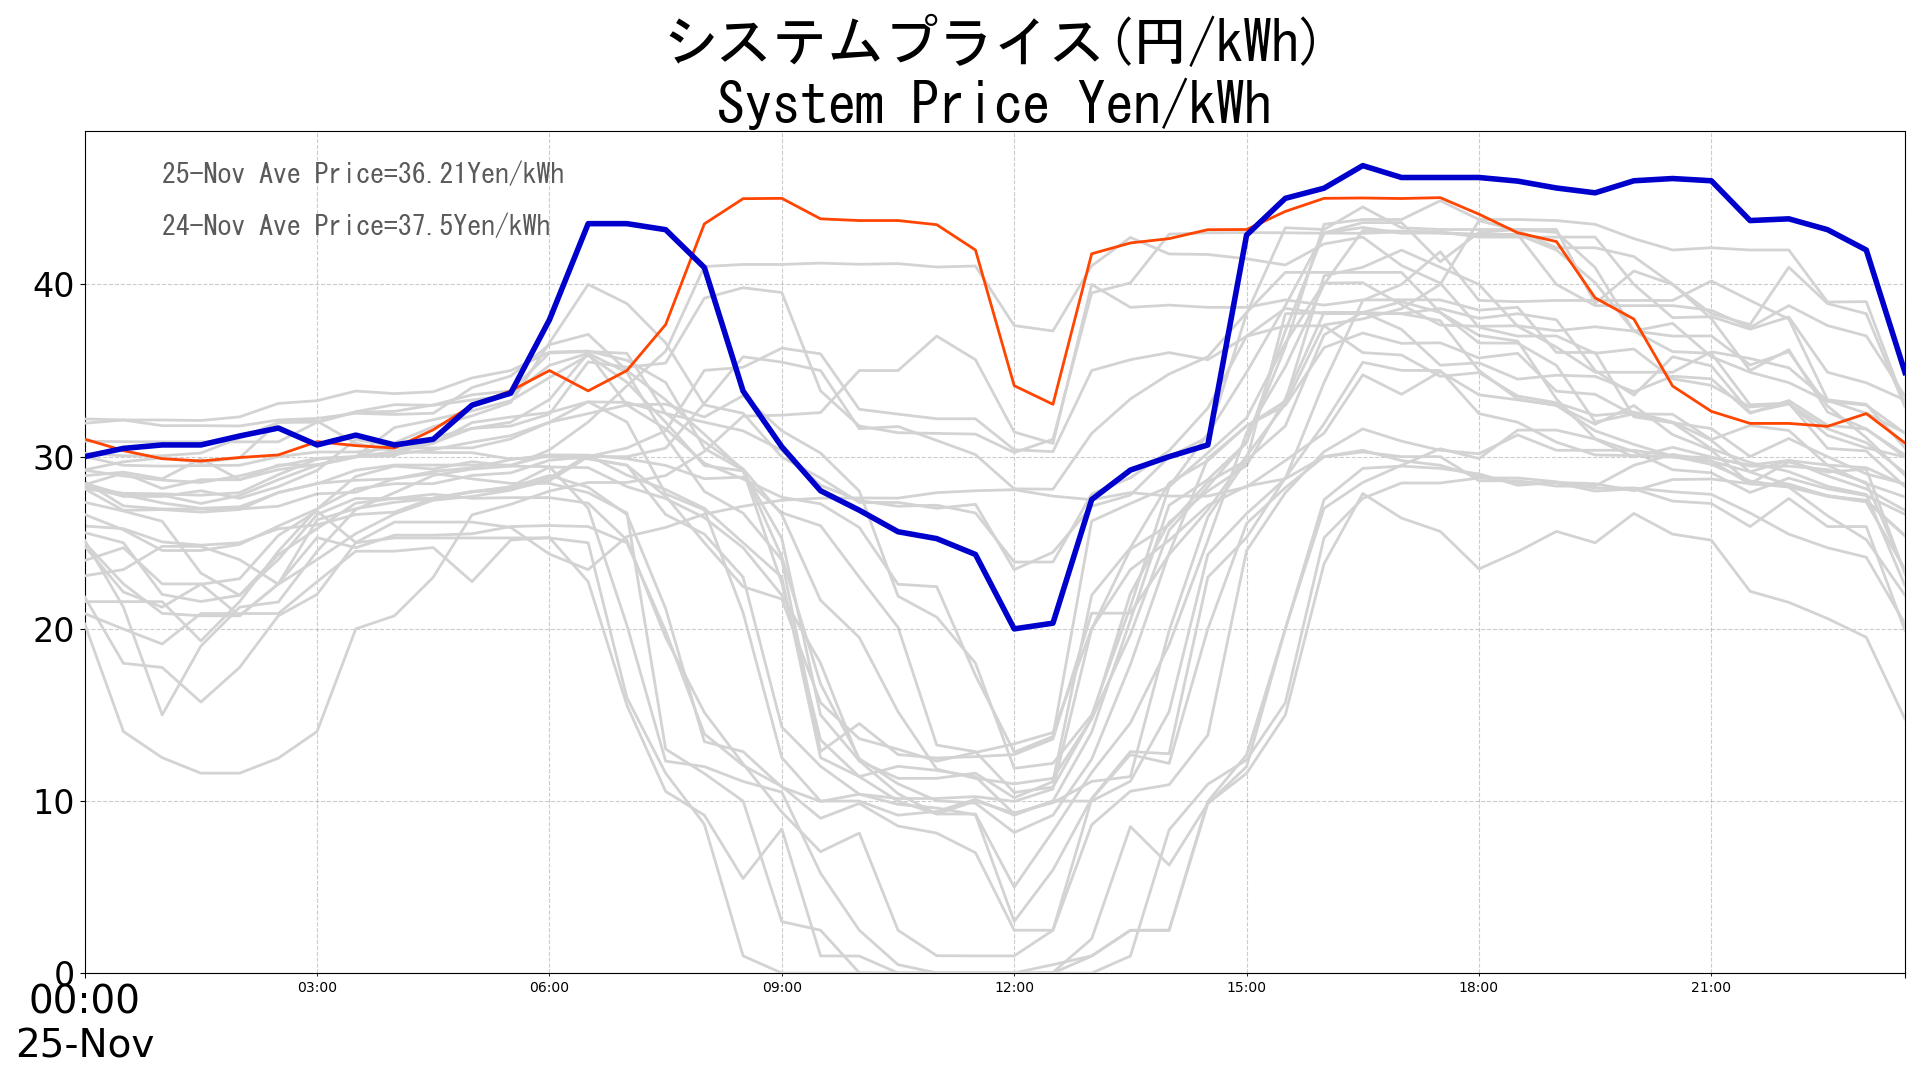 システムプライス(円/kWh)
System Price Yen/kWh
25-Nov Ave Price=36.21Yen/kWh
24-Nov Ave Price=37.5Yen/kWh
40
30
20
10
0
00:00 03:00 06:00 09:00 12:00 15:00 18:00 21:00
25-Nov